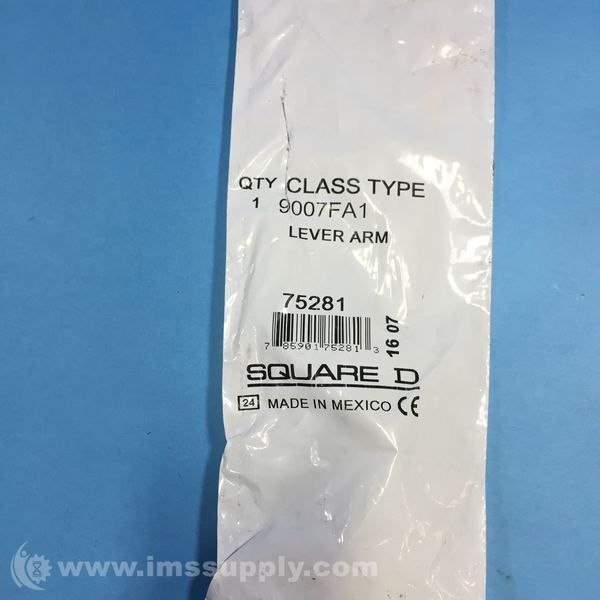 QTY CLASS TYPE
1 9007FA1
LEVER ARM
75281
7 85901 75281 3
16 07
SQUARE D
24 MADE IN MEXICO CE
www.imssupply.com